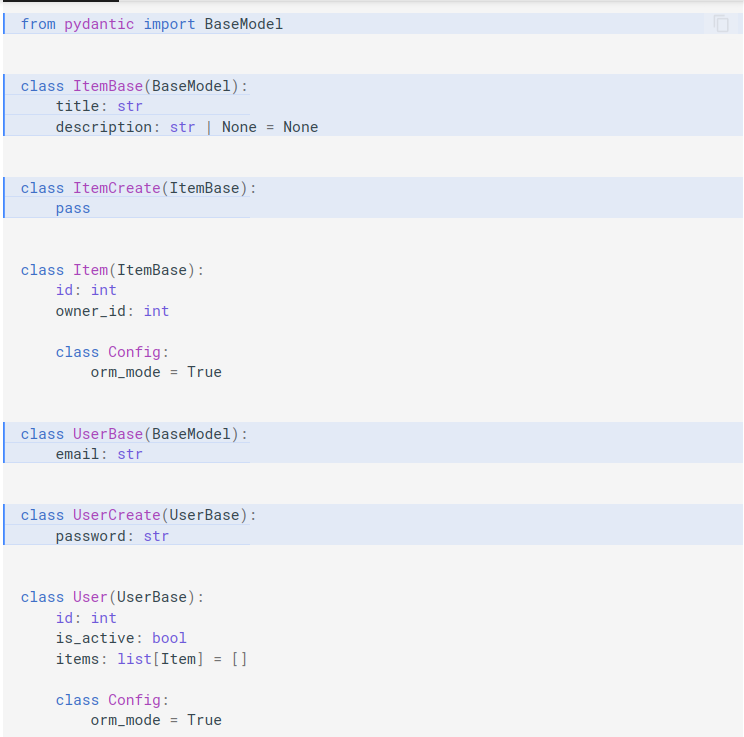 from pydantic import BaseModel
class ItemBase(BaseModel):
    title: str
    description: str | None = None
class ItemCreate(ItemBase):
    pass
class Item(ItemBase):
    id: int
    owner_id: int
    class Config:
        orm_mode = True
class UserBase(BaseModel):
    email: str
class UserCreate(UserBase):
    password: str
class User(UserBase):
    id: int
    is_active: bool
    items: list[Item] = []
    class Config:
        orm_mode = True